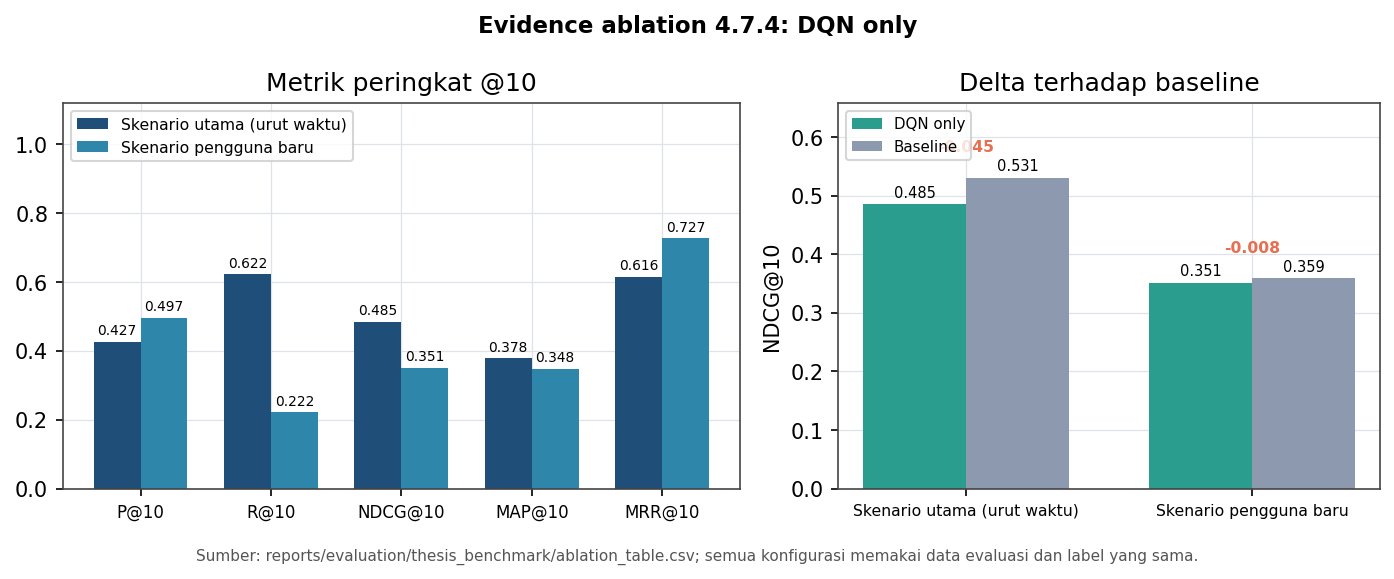 Evidence ablation 4.7.4: DQN only
Metrik peringkat @10
Skenario utama (urut waktu)
Skenario pengguna baru
1.0
0.8
0.6
0.4
0.2
0.0
0.427
0.497
0.622
0.222
0.485
0.351
0.378
0.348
0.616
0.727
P@10
R@10
NDCG@10
MAP@10
MRR@10
Delta terhadap baseline
DQN only
Baseline
NDCG@10
0.6
0.5
0.4
0.3
0.2
0.1
0.0
0.485
0.531
-0.008
0.351
0.359
Skenario utama (urut waktu)
Skenario pengguna baru
Sumber: reports/evaluation/thesis_benchmark/ablation_table.csv; semua konfigurasi memakai data evaluasi dan label yang sama.